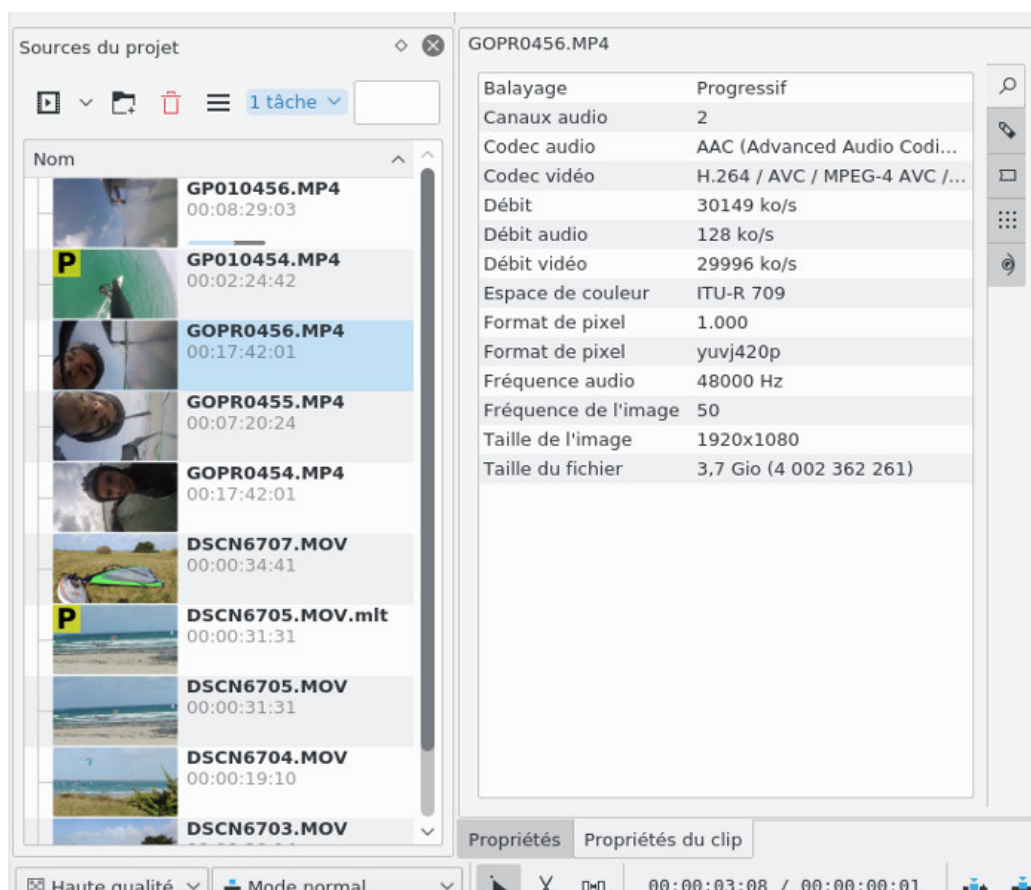 Sources du projet
1 tâche
Nom
GP010456.MP4
00:08:29:03
P
GP010454.MP4
00:02:24:42
GOPR0456.MP4
00:17:42:01
GOPR0455.MP4
00:07:20:24
GOPR0454.MP4
00:17:42:01
DSCN6707.MOV
00:00:34:41
P
DSCN6705.MOV.mlt
00:00:31:31
DSCN6705.MOV
00:00:31:31
DSCN6704.MOV
00:00:19:10
DSCN6703.MOV
GOPR0456.MP4
Balayage Progressif
Canaux audio 2
Codec audio AAC (Advanced Audio Codi...
Codec vidéo H.264 / AVC / MPEG-4 AVC /...
Débit 30149 ko/s
Débit audio 128 ko/s
Débit vidéo 29996 ko/s
Espace de couleur ITU-R 709
Format de pixel 1.000
Format de pixel yuvj420p
Fréquence audio 48000 Hz
Fréquence de l'image 50
Taille de l'image 1920x1080
Taille du fichier 3,7 Gio (4 002 362 261)
Propriétés Propriétés du clip
Haute qualité Mode normal 00:00:03:08 / 00:00:00:01